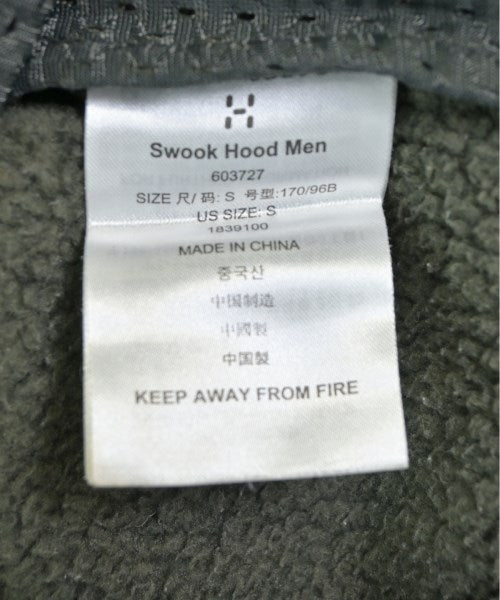 Swook Hood Men
603727
SIZE 尺/码: S 号型:170/96B
US SIZE: S
1839100
MADE IN CHINA
중국산
中国制造
中國製
中国製
KEEP AWAY FROM FIRE